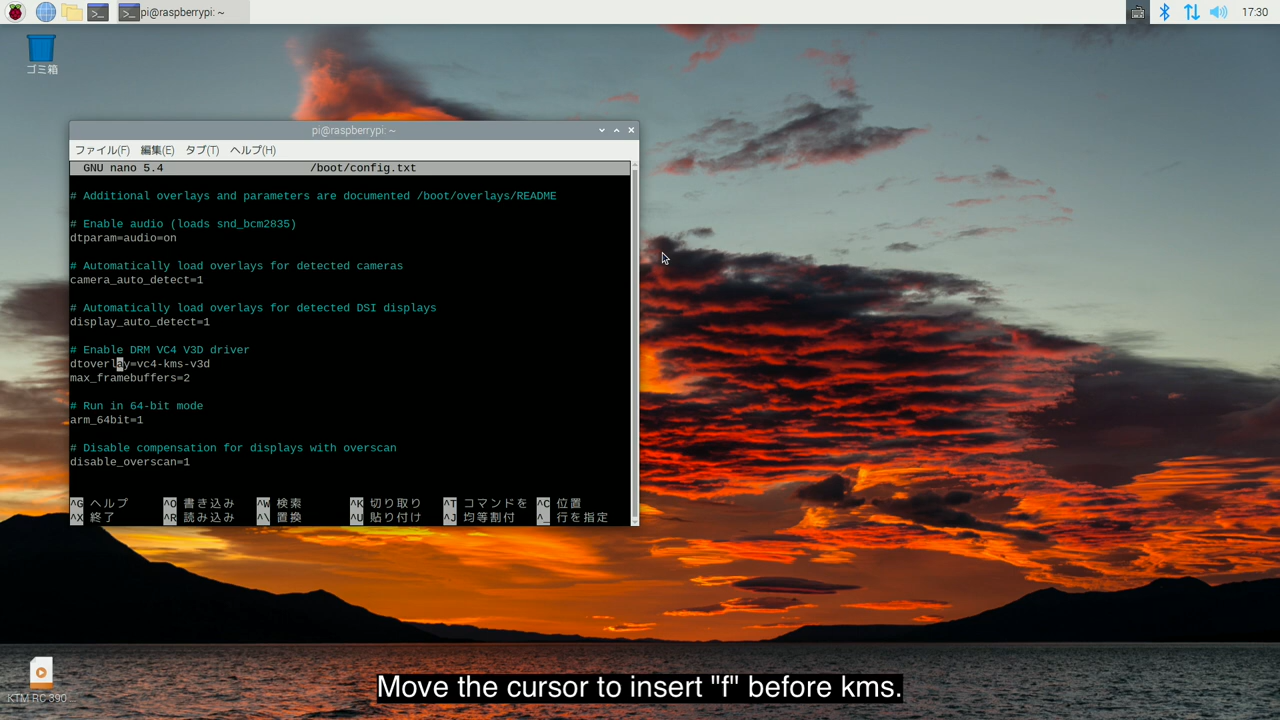 pi@raspberrypi: ~
17:30
ゴミ箱
pi@raspberrypi: ~
ファイル(F) 編集(E) タブ(T) ヘルプ(H)
GNU nano 5.4 /boot/config.txt
# Additional overlays and parameters are documented /boot/overlays/README
# Enable audio (loads snd_bcm2835)
dtparam=audio=on
# Automatically load overlays for detected cameras
camera_auto_detect=1
# Automatically load overlays for detected DSI displays
display_auto_detect=1
# Enable DRM VC4 V3D driver
dtoverlay=vc4-kms-v3d
max_framebuffers=2
# Run in 64-bit mode
arm_64bit=1
# Disable compensation for displays with overscan
disable_overscan=1
^G ヘルプ ^O 書き込み ^W 検索 ^K 切り取り ^T コマンドを ^C 位置
^X 終了 ^R 読み込み ^\ 置換 ^U 貼り付け ^J 均等割付 ^_ 行を指定
KTM RC 390 ...
Move the cursor to insert "f" before kms.